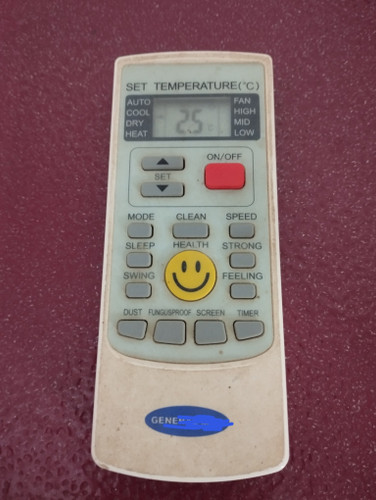 SET TEMPERATURE(°C)
AUTO
COOL
DRY
HEAT
25
FAN
HIGH
MID
LOW
SET
ON/OFF
MODE CLEAN SPEED
SLEEP HEALTH STRONG
SWING FEELING
DUST FUNGUSPROOF SCREEN TIMER